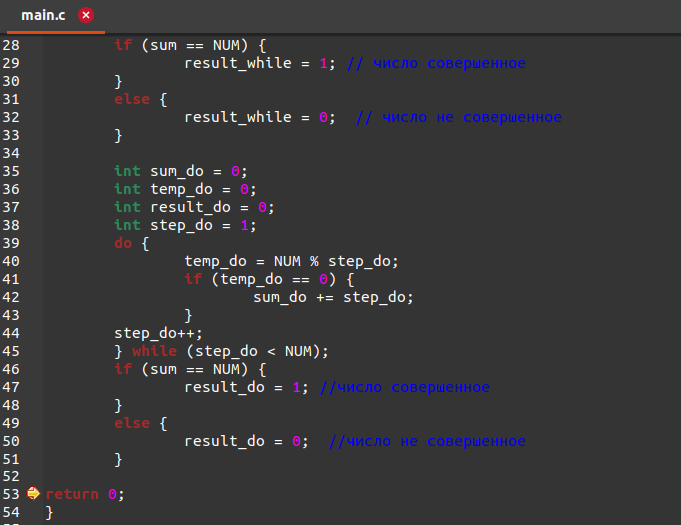 main.c
28 if (sum == NUM) {
29 result_while = 1; // число совершенное
30 }
31 else {
32 result_while = 0;  // число не совершенное
33 }
34
35 int sum_do = 0;
36 int temp_do = 0;
37 int result_do = 0;
38 int step_do = 1;
39 do {
40 temp_do = NUM % step_do;
41 if (temp_do == 0) {
42 sum_do += step_do;
43 }
44 step_do++;
45 } while (step_do < NUM);
46 if (sum == NUM) {
47 result_do = 1; //число совершенное
48 }
49 else {
50 result_do = 0;  //число не совершенное
51 }
52
53 return 0;
54 }